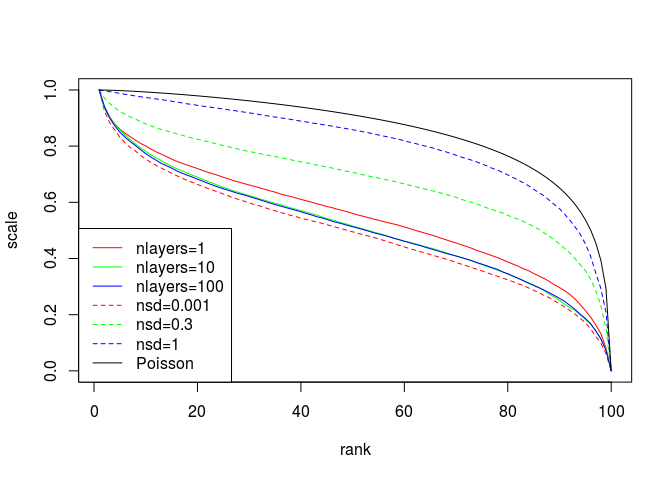 1.0
0.8
0.6
0.4
0.2
0.0
scale
nlayers=1
nlayers=10
nlayers=100
nsd=0.001
nsd=0.3
nsd=1
Poisson
0 20 40 60 80 100
rank